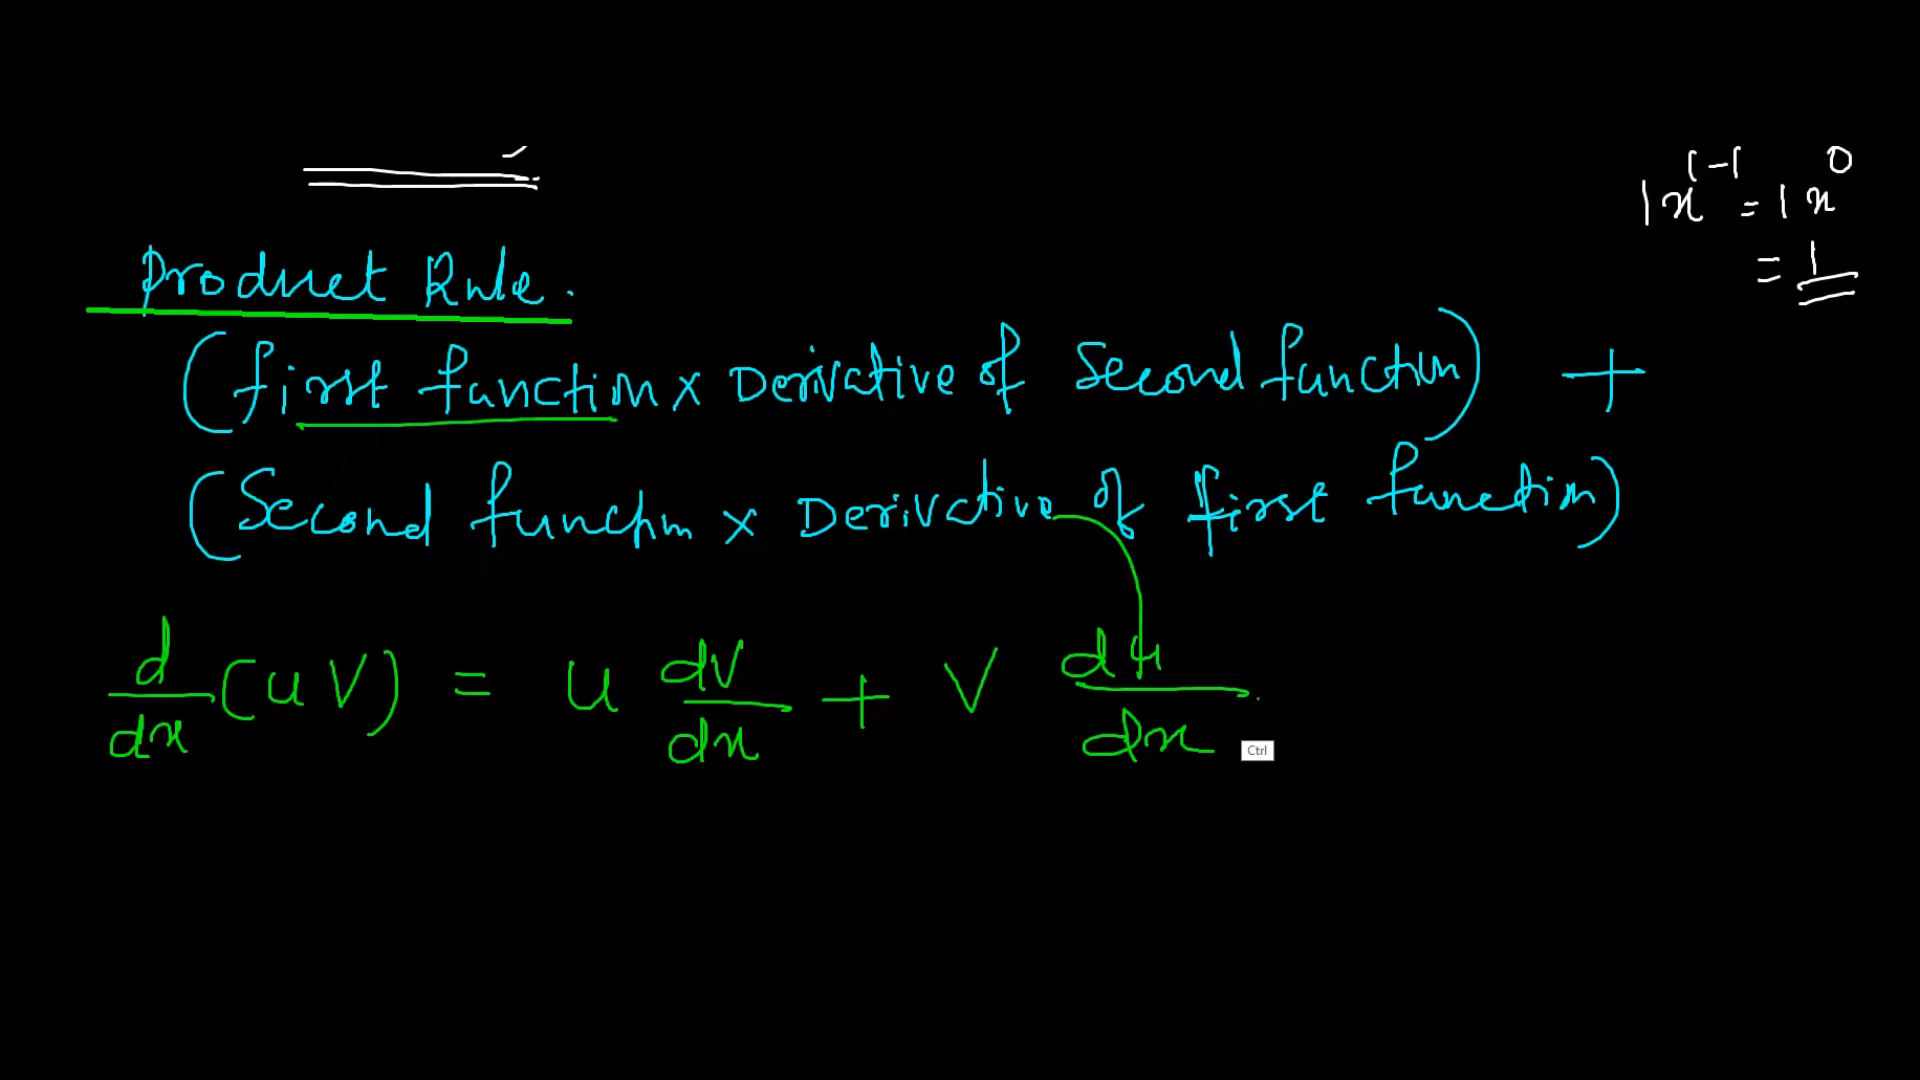 1x^{1-1} = 1x^0
= 1
Product Rule.
(first function x Derivative of Second function) +
(Second function x Derivative of first function)
d/dx (uV) = u dV/dx + V du/dx
Ctrl